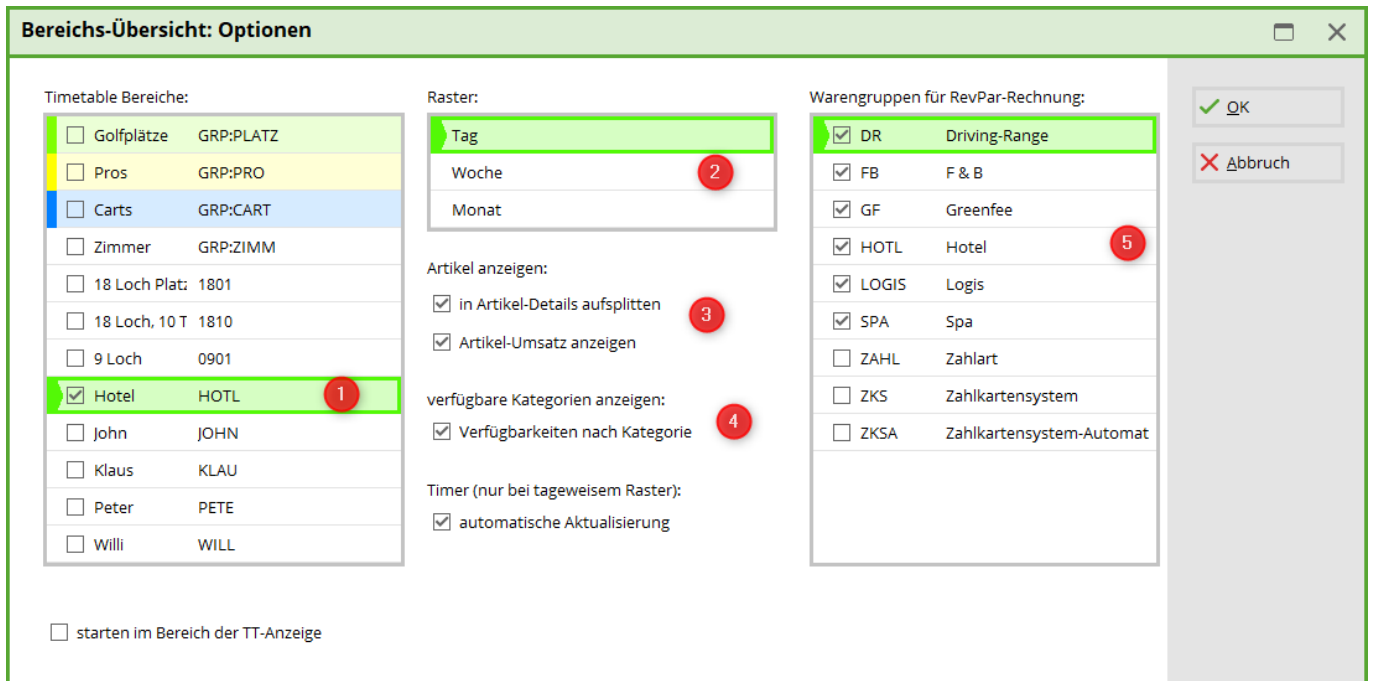 Bereichs-Übersicht: Optionen
Timetable Bereiche:
Golfplätze GRP:PLATZ
Pros GRP:PRO
Carts GRP:CART
Zimmer GRP:ZIMM
18 Loch Platz 1801
18 Loch, 10 T 1810
9 Loch 0901
Hotel HOTL 1
John JOHN
Klaus KLAU
Peter PETE
Willi WILL
starten im Bereich der TT-Anzeige
Raster:
Tag
Woche 2
Monat
Artikel anzeigen:
in Artikel-Details aufsplitten
3
Artikel-Umsatz anzeigen
verfügbare Kategorien anzeigen:
Verfügbarkeiten nach Kategorie 4
Timer (nur bei tageweisem Raster):
automatische Aktualisierung
Warengruppen für RevPar-Rechnung:
DR Driving-Range
FB F & B
GF Greenfee
HOTL Hotel 5
LOGIS Logis
SPA Spa
ZAHL Zahlart
ZKS Zahlkartensystem
ZKSA Zahlkartensystem-Automat
OK
Abbruch